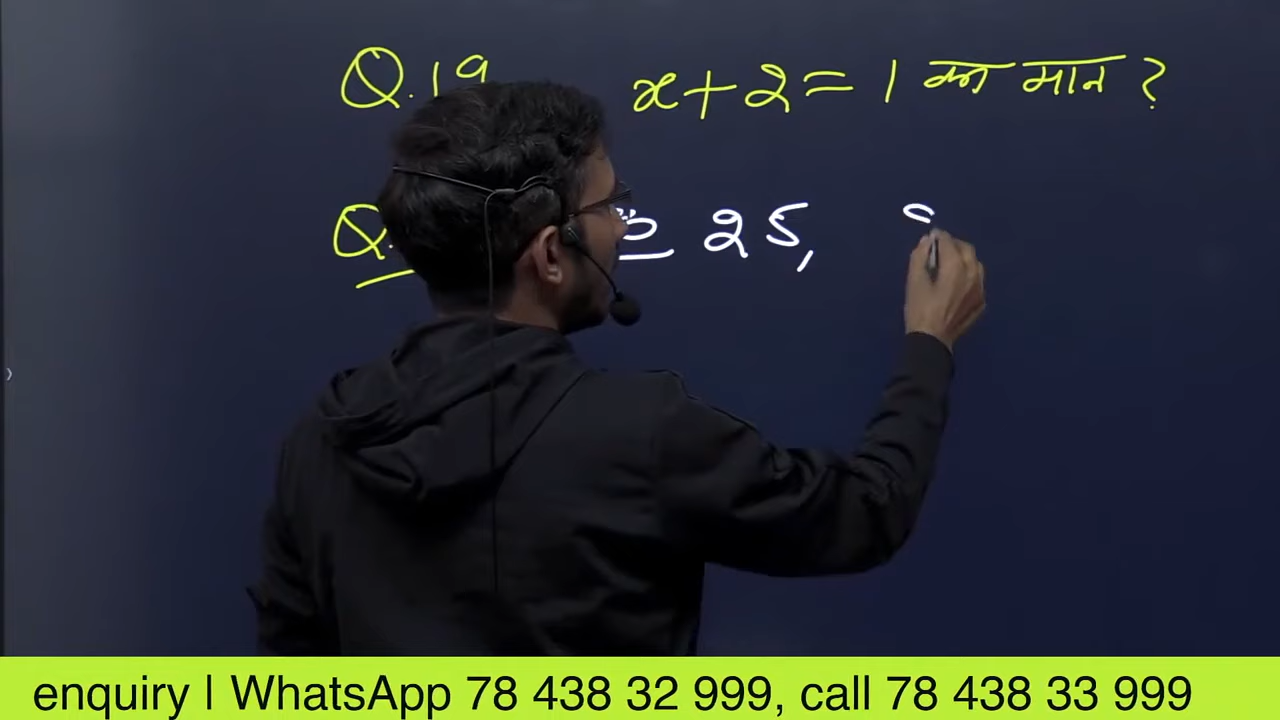 Q.19 x+2=1 का मान ?
Q. 25,
enquiry | WhatsApp 78 438 32 999, call 78 438 33 999